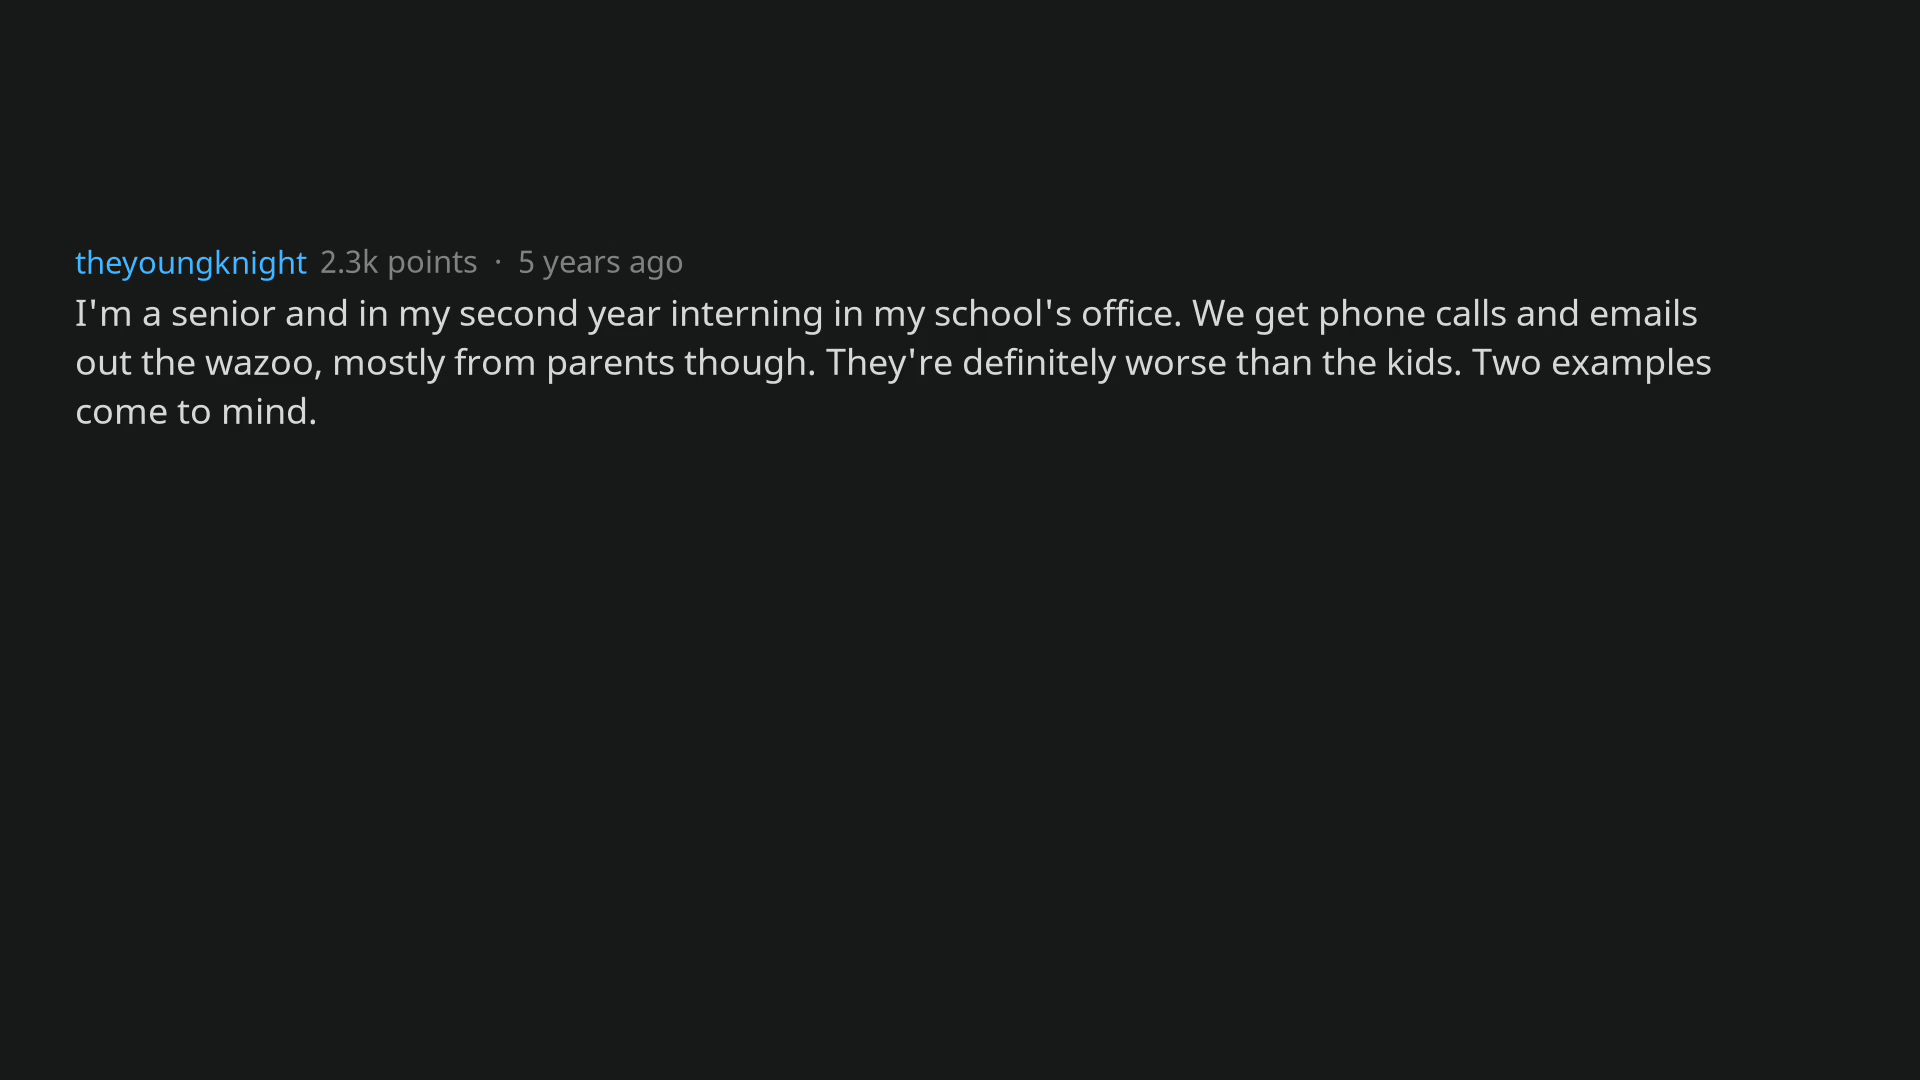 theyoungknight 2.3k points · 5 years ago
I'm a senior and in my second year interning in my school's office. We get phone calls and emails
out the wazoo, mostly from parents though. They're definitely worse than the kids. Two examples
come to mind.